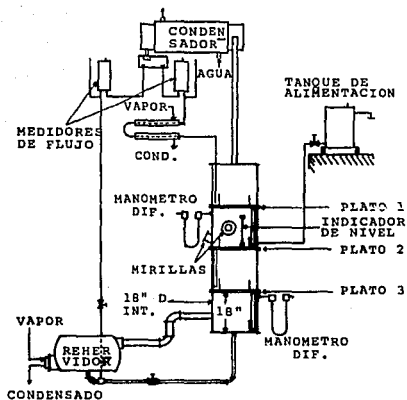 CONDEN
SADOR
AGUA
TANQUE DE
ALIMENTACION
VAPOR
MEDIDORES
DE FLUJO
COND.
MANOMETRO
DIF.
PLATO 1
INDICADOR
DE NIVEL
PLATO 2
MIRILLAS
PLATO 3
18" D
INT.
18"
VAPOR
REHER
VIDOR
MANOMETRO
DIF.
CONDENSADO